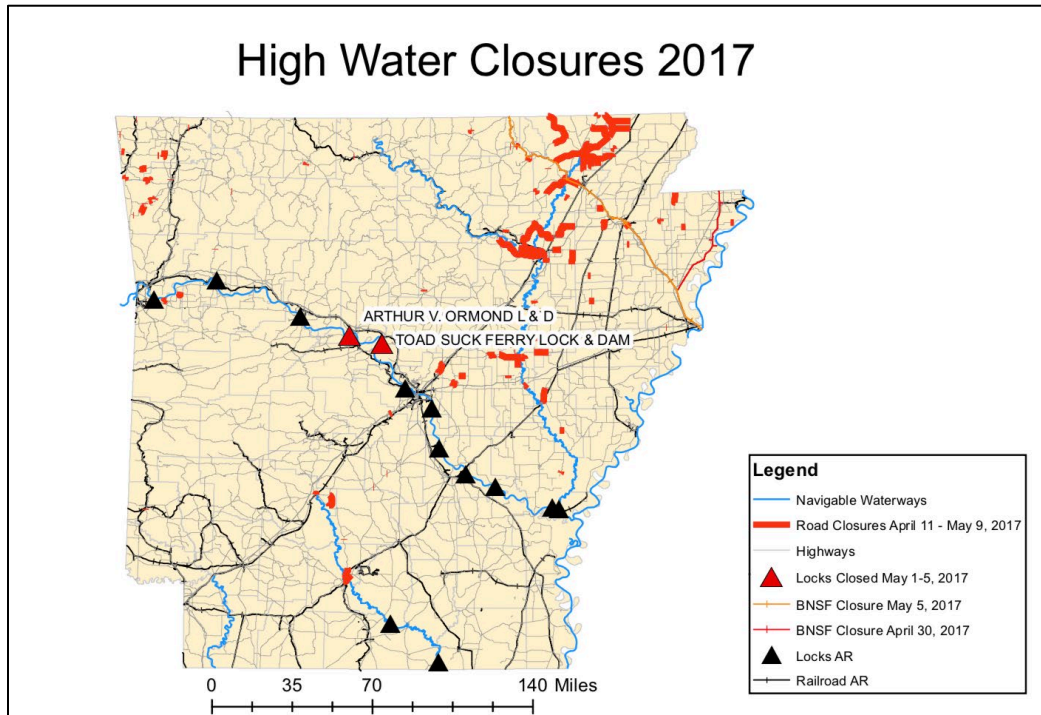 High Water Closures 2017
ARTHUR V. ORMOND L & D
TOAD SUCK FERRY LOCK & DAM
Legend
Navigable Waterways
Road Closures April 11 - May 9, 2017
Highways
Locks Closed May 1-5, 2017
BNSF Closure May 5, 2017
BNSF Closure April 30, 2017
Locks AR
Railroad AR
0 35 70 140 Miles